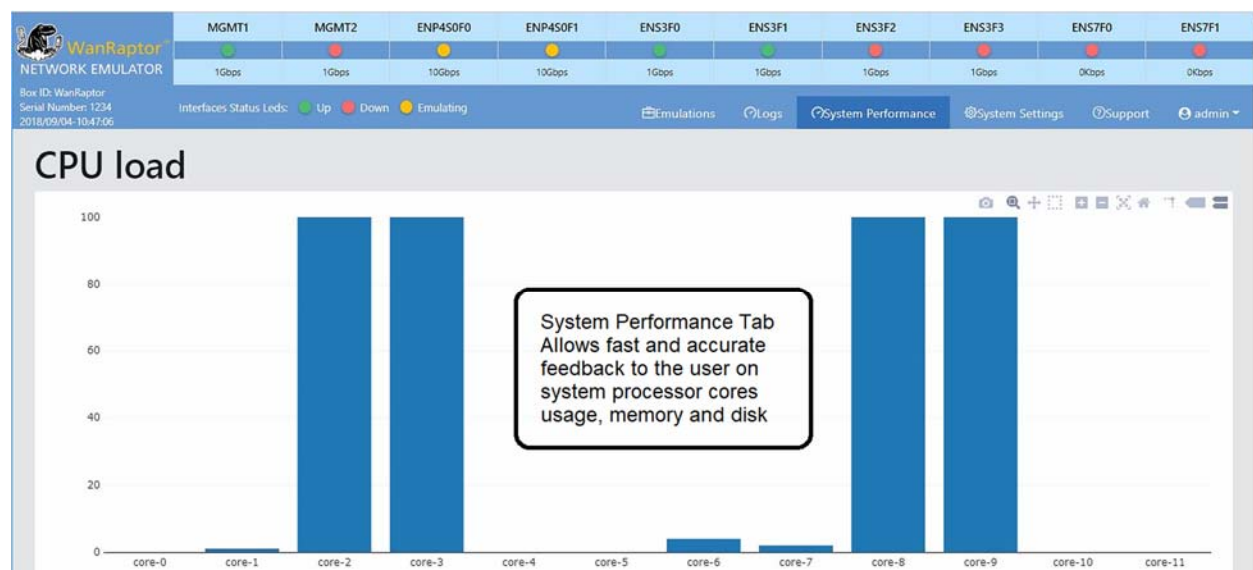 MGMT1 MGMT2 ENP4S0F0 ENP4S0F1 ENS3F0 ENS3F1 ENS3F2 ENS3F3 ENS7F0 ENS7F1
WanRaptor™
NETWORK EMULATOR
1Gbps 1Gbps 10Gbps 10Gbps 1Gbps 1Gbps 1Gbps 1Gbps 0Kbps 0Kbps
Box ID: WanRaptor
Serial Number: 1234
2018/09/04-10:47:06
Interfaces Status Leds: Up Down Emulating
Emulations Logs System Performance System Settings Support admin
CPU load
100
80
60
40
20
0
System Performance Tab
Allows fast and accurate
feedback to the user on
system processor cores
usage, memory and disk
core-0 core-1 core-2 core-3 core-4 core-5 core-6 core-7 core-8 core-9 core-10 core-11